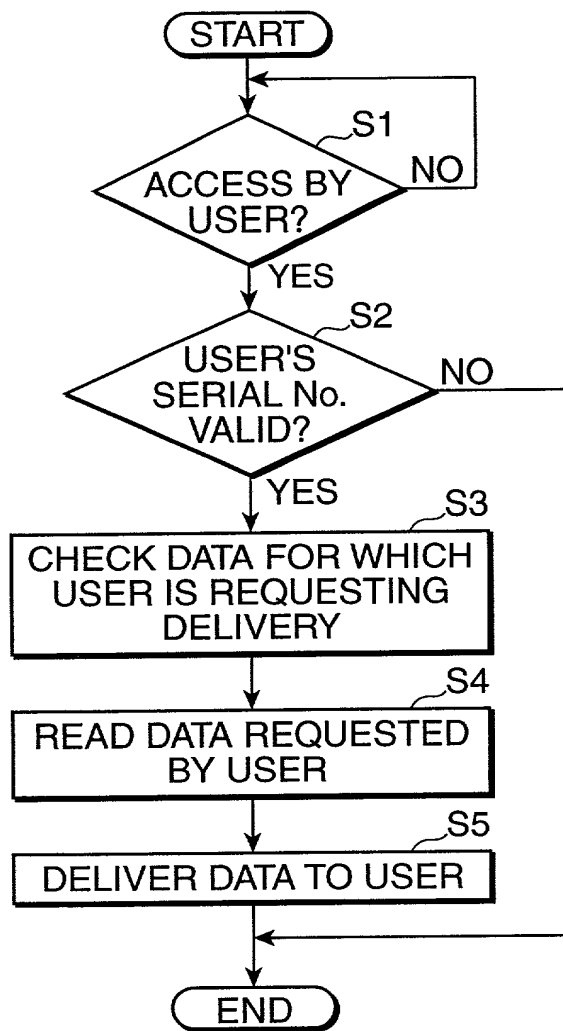 START
S1
ACCESS BY
USER?
NO
YES
S2
USER'S
SERIAL No.
VALID?
NO
YES
S3
CHECK DATA FOR WHICH
USER IS REQUESTING
DELIVERY
S4
READ DATA REQUESTED
BY USER
S5
DELIVER DATA TO USER
END